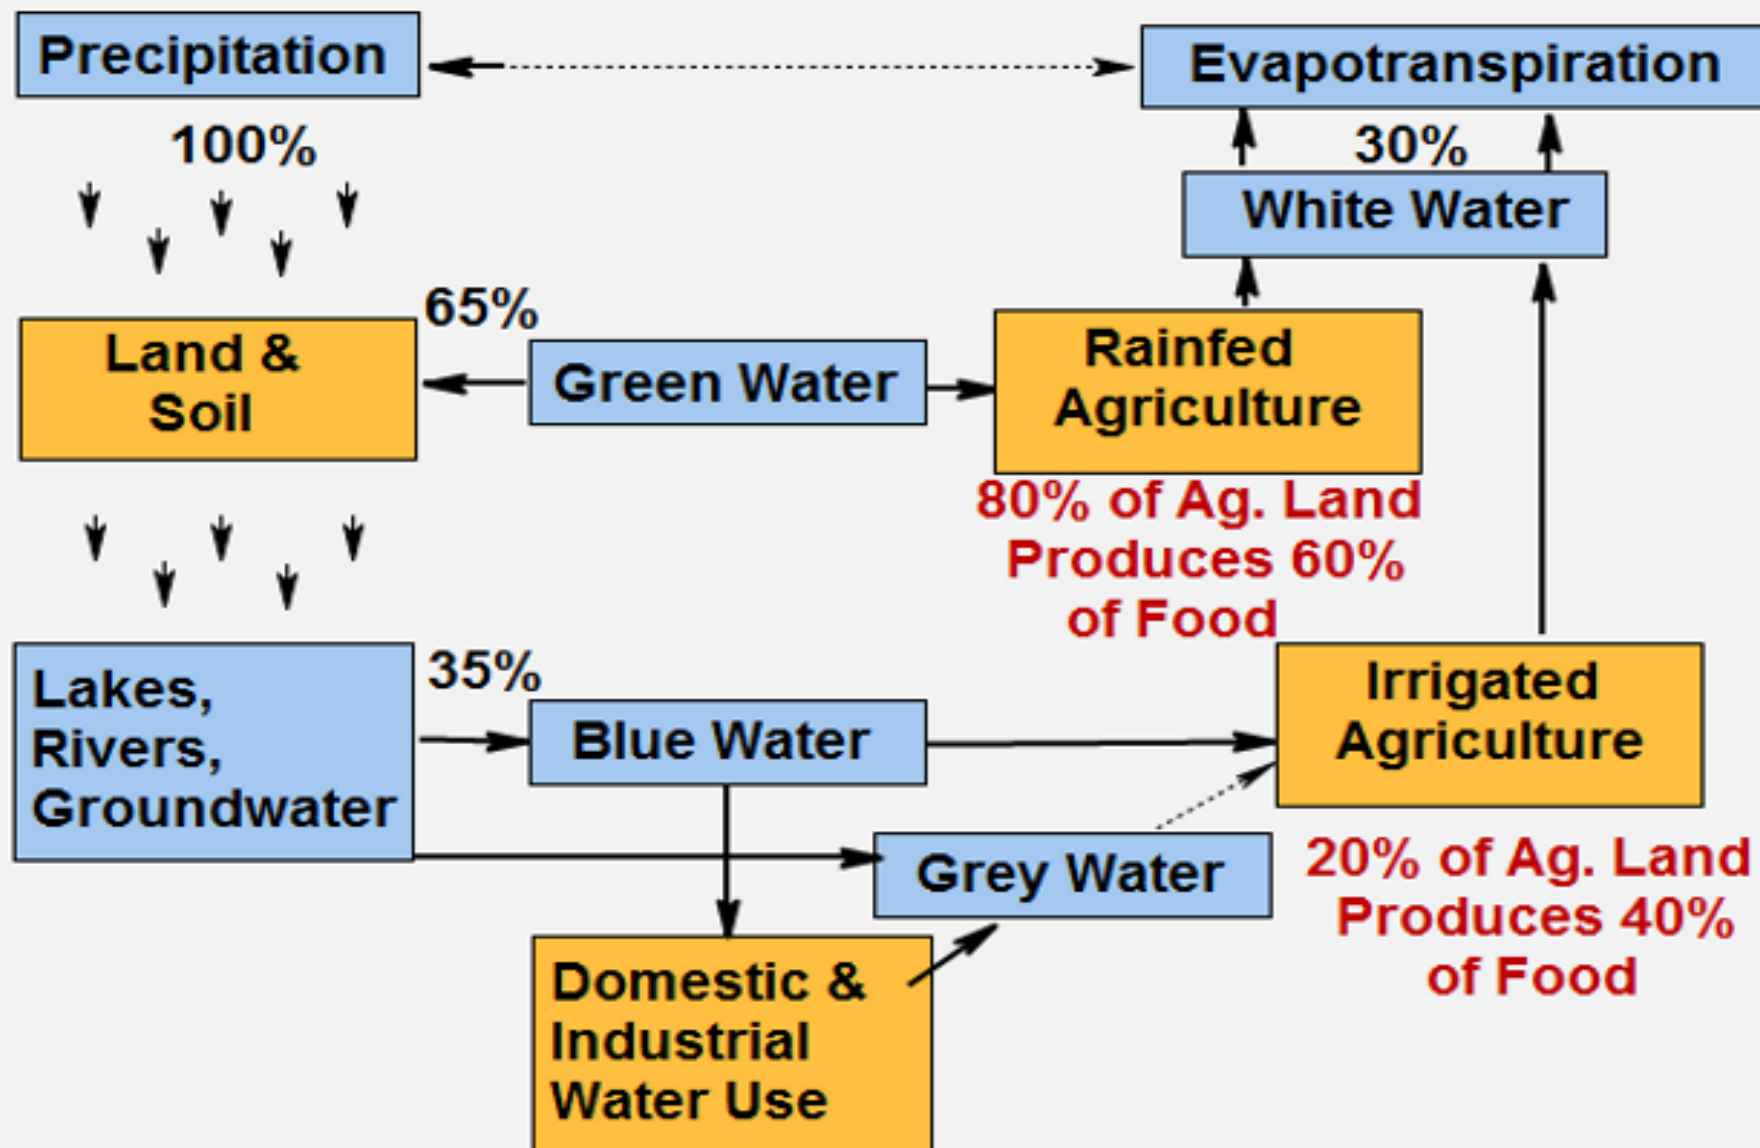 Precipitation
Evapotranspiration
100%
30%
White Water
65%
Land &
Soil
Green Water
Rainfed
Agriculture
80% of Ag. Land
Produces 60%
of Food
Lakes,
Rivers,
Groundwater
35%
Blue Water
Irrigated
Agriculture
Grey Water
20% of Ag. Land
Produces 40%
of Food
Domestic &
Industrial
Water Use